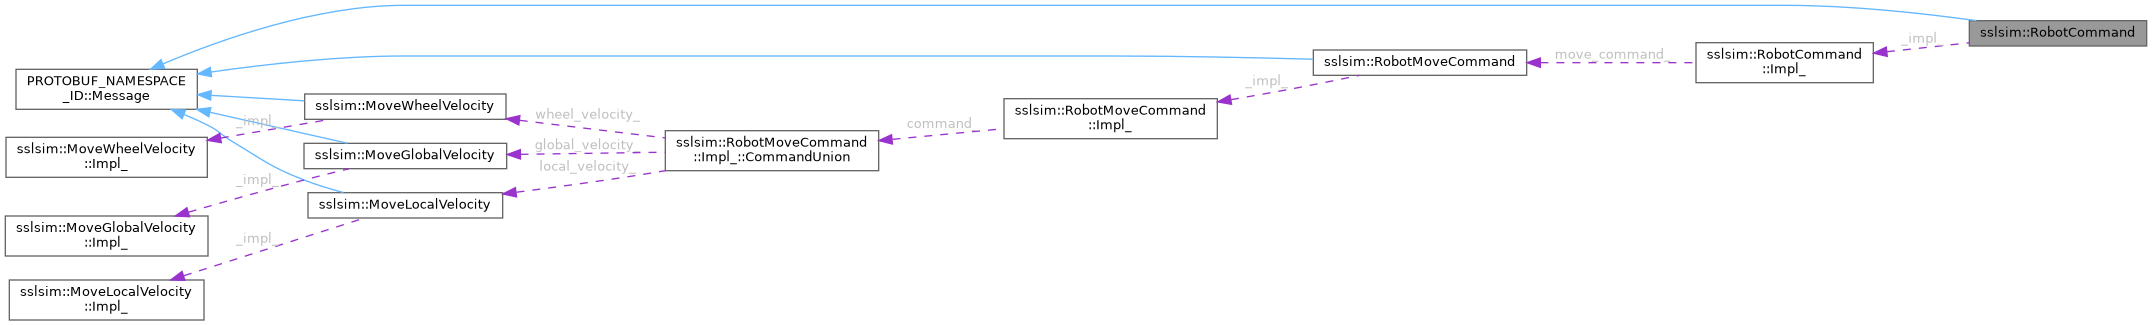 sslsim::RobotCommand
_impl_
sslsim::RobotCommand
::Impl_
move_command_
sslsim::RobotMoveCommand
_impl_
sslsim::RobotMoveCommand
::Impl_
command_
sslsim::RobotMoveCommand
::Impl_::CommandUnion
wheel_velocity_
global_velocity_
local_velocity_
PROTOBUF_NAMESPACE
_ID::Message
sslsim::MoveWheelVelocity
_impl_
sslsim::MoveWheelVelocity
::Impl_
sslsim::MoveGlobalVelocity
_impl_
sslsim::MoveGlobalVelocity
::Impl_
sslsim::MoveLocalVelocity
_impl_
sslsim::MoveLocalVelocity
::Impl_